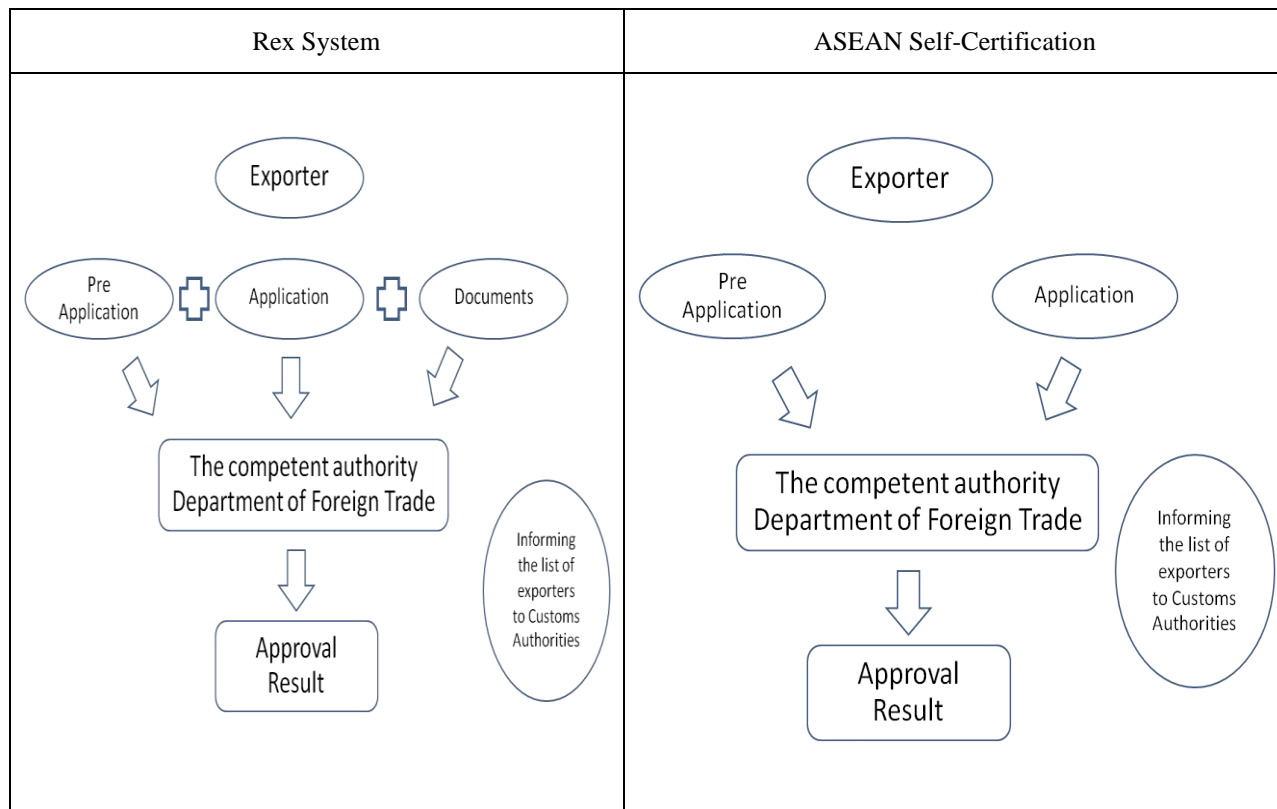 Rex System
ASEAN Self-Certification
Exporter
Pre
Application
Application
Documents
The competent authority
Department of Foreign Trade
Informing
the list of
exporters
to Customs
Authorities
Approval
Result
Exporter
Pre
Application
Application
The competent authority
Department of Foreign Trade
Informing
the list of
exporters
to Customs
Authorities
Approval
Result